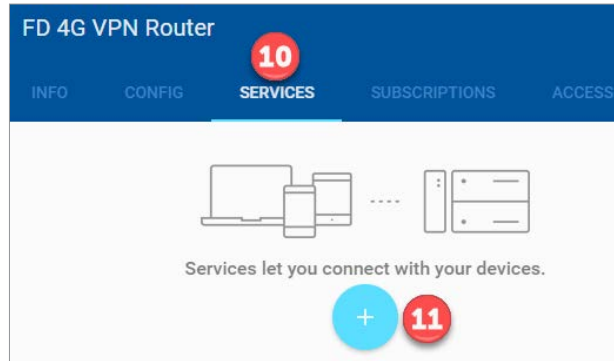 FD 4G VPN Router
10
INFO CONFIG SERVICES SUBSCRIPTIONS ACCESS
Services let you connect with your devices.
+ 11